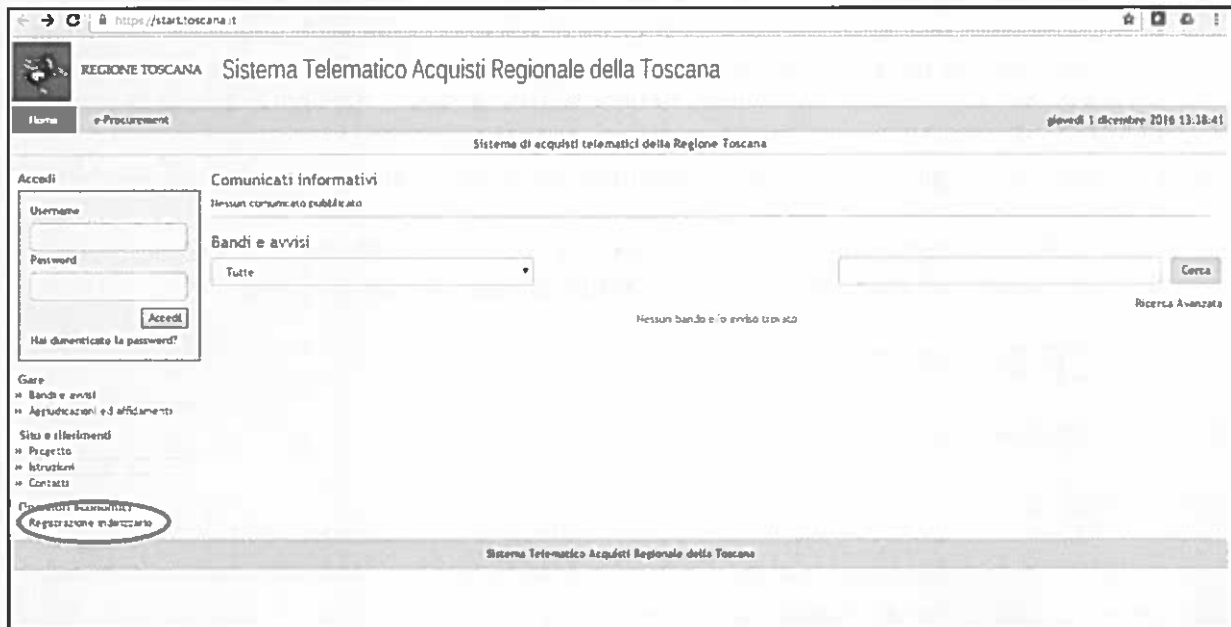 https://start.toscana.it
REGIONE TOSCANA
Sistema Telematico Acquisti Regionale della Toscana
Home
e-Procurement
giovedì 1 dicembre 2016 13:38:41
Sistema di acquisti telematici della Regione Toscana
Accedi
Username
Password
Accedi
Hai dimenticato la password?
Comunicati informativi
Nessun comunicato pubblicato
Bandi e avvisi
Tutte
Cerca
Ricerca Avanzata
Nessun bando e/o avviso trovato
Gare
» Bandi e avvisi
» Aggiudicazioni ed affidamenti
Sito e riferimenti
» Progetto
» Istruzioni
» Contatti
Operatori Economici
Registrazione indirizzario
Sistema Telematico Acquisti Regionale della Toscana